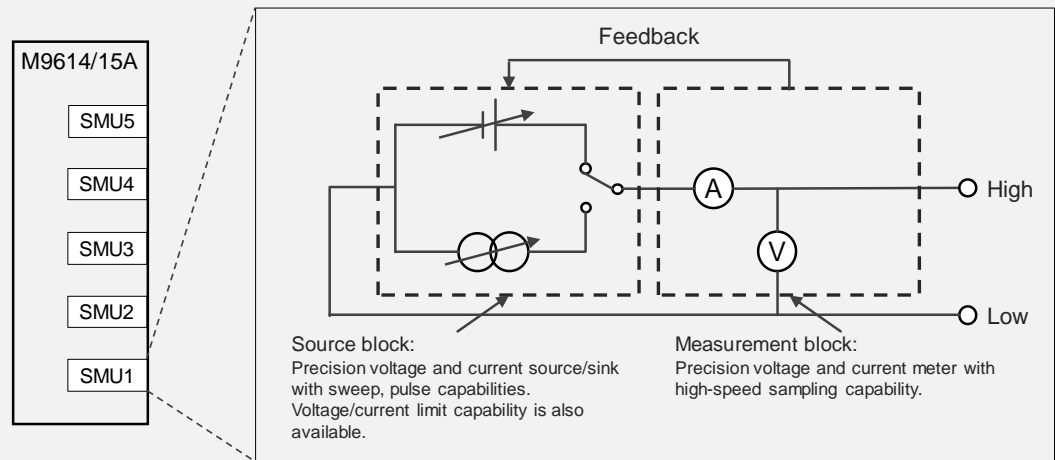 M9614/15A
SMU5
SMU4
SMU3
SMU2
SMU1
Feedback
A
V
High
Low
Source block:
Precision voltage and current source/sink
with sweep, pulse capabilities.
Voltage/current limit capability is also
available.
Measurement block:
Precision voltage and current meter with
high-speed sampling capability.